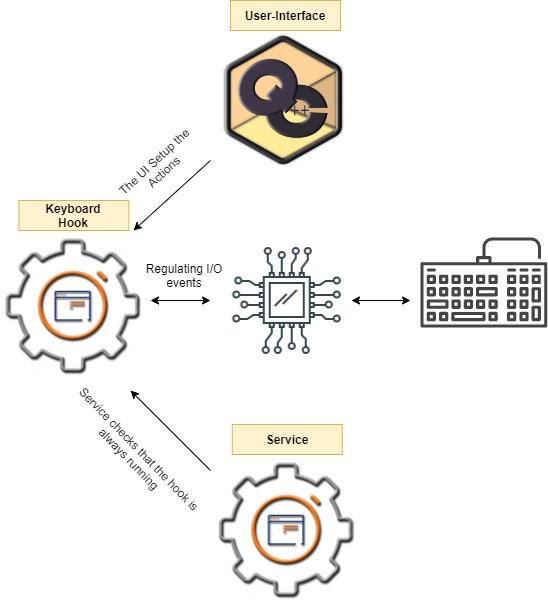 User-Interface
QC++
The UI Setup the
Actions
Keyboard
Hook
Regulating I/O
events
Service checks that the hook is
always running
Service